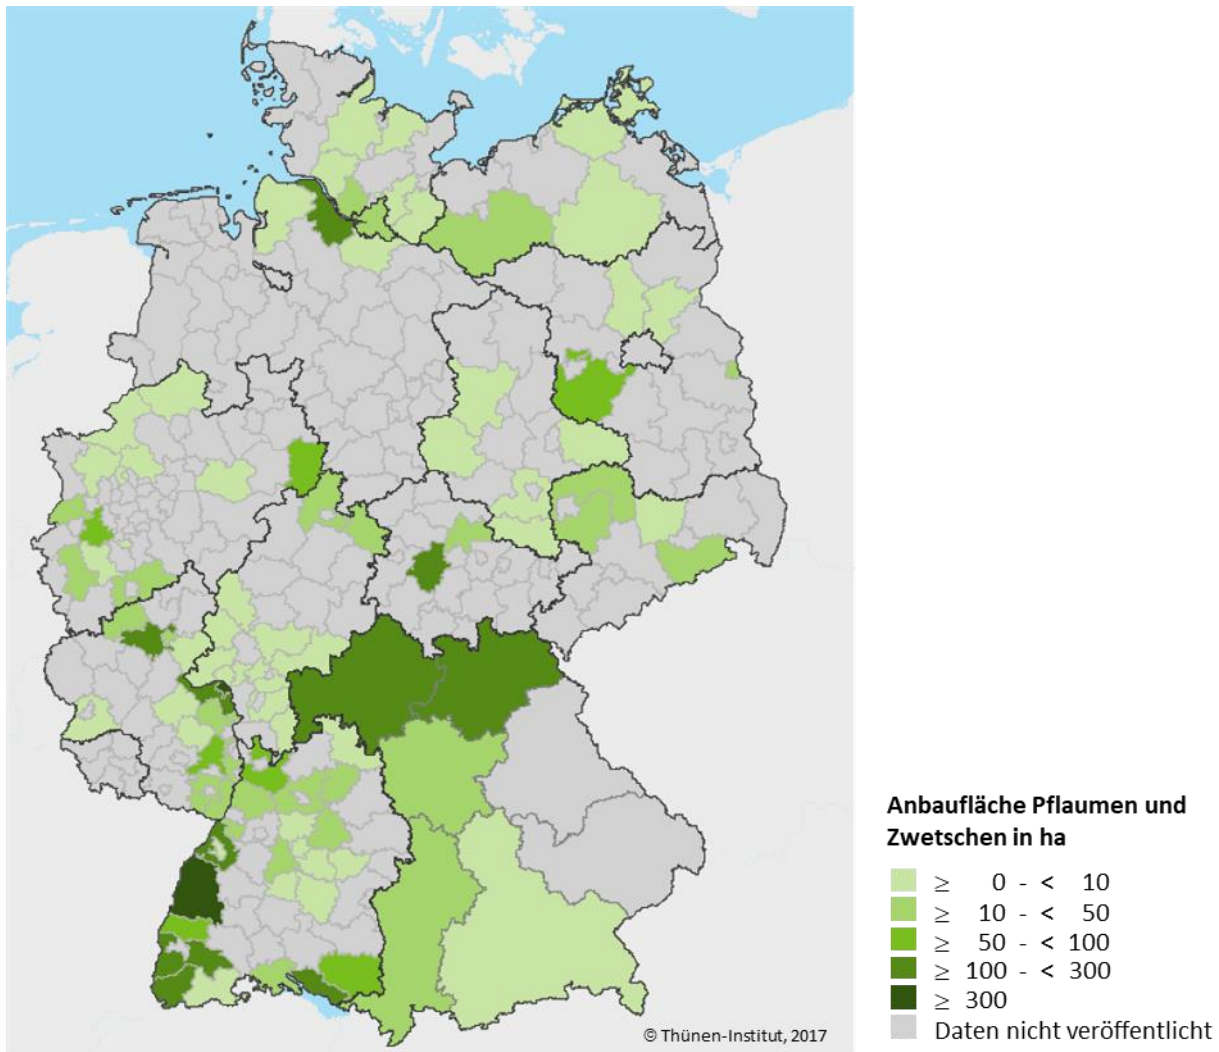 Anbaufläche Pflaumen und
Zwetschen in ha
≥ 0 - < 10
≥ 10 - < 50
≥ 50 - < 100
≥ 100 - < 300
≥ 300
Daten nicht veröffentlicht
© Thünen-Institut, 2017